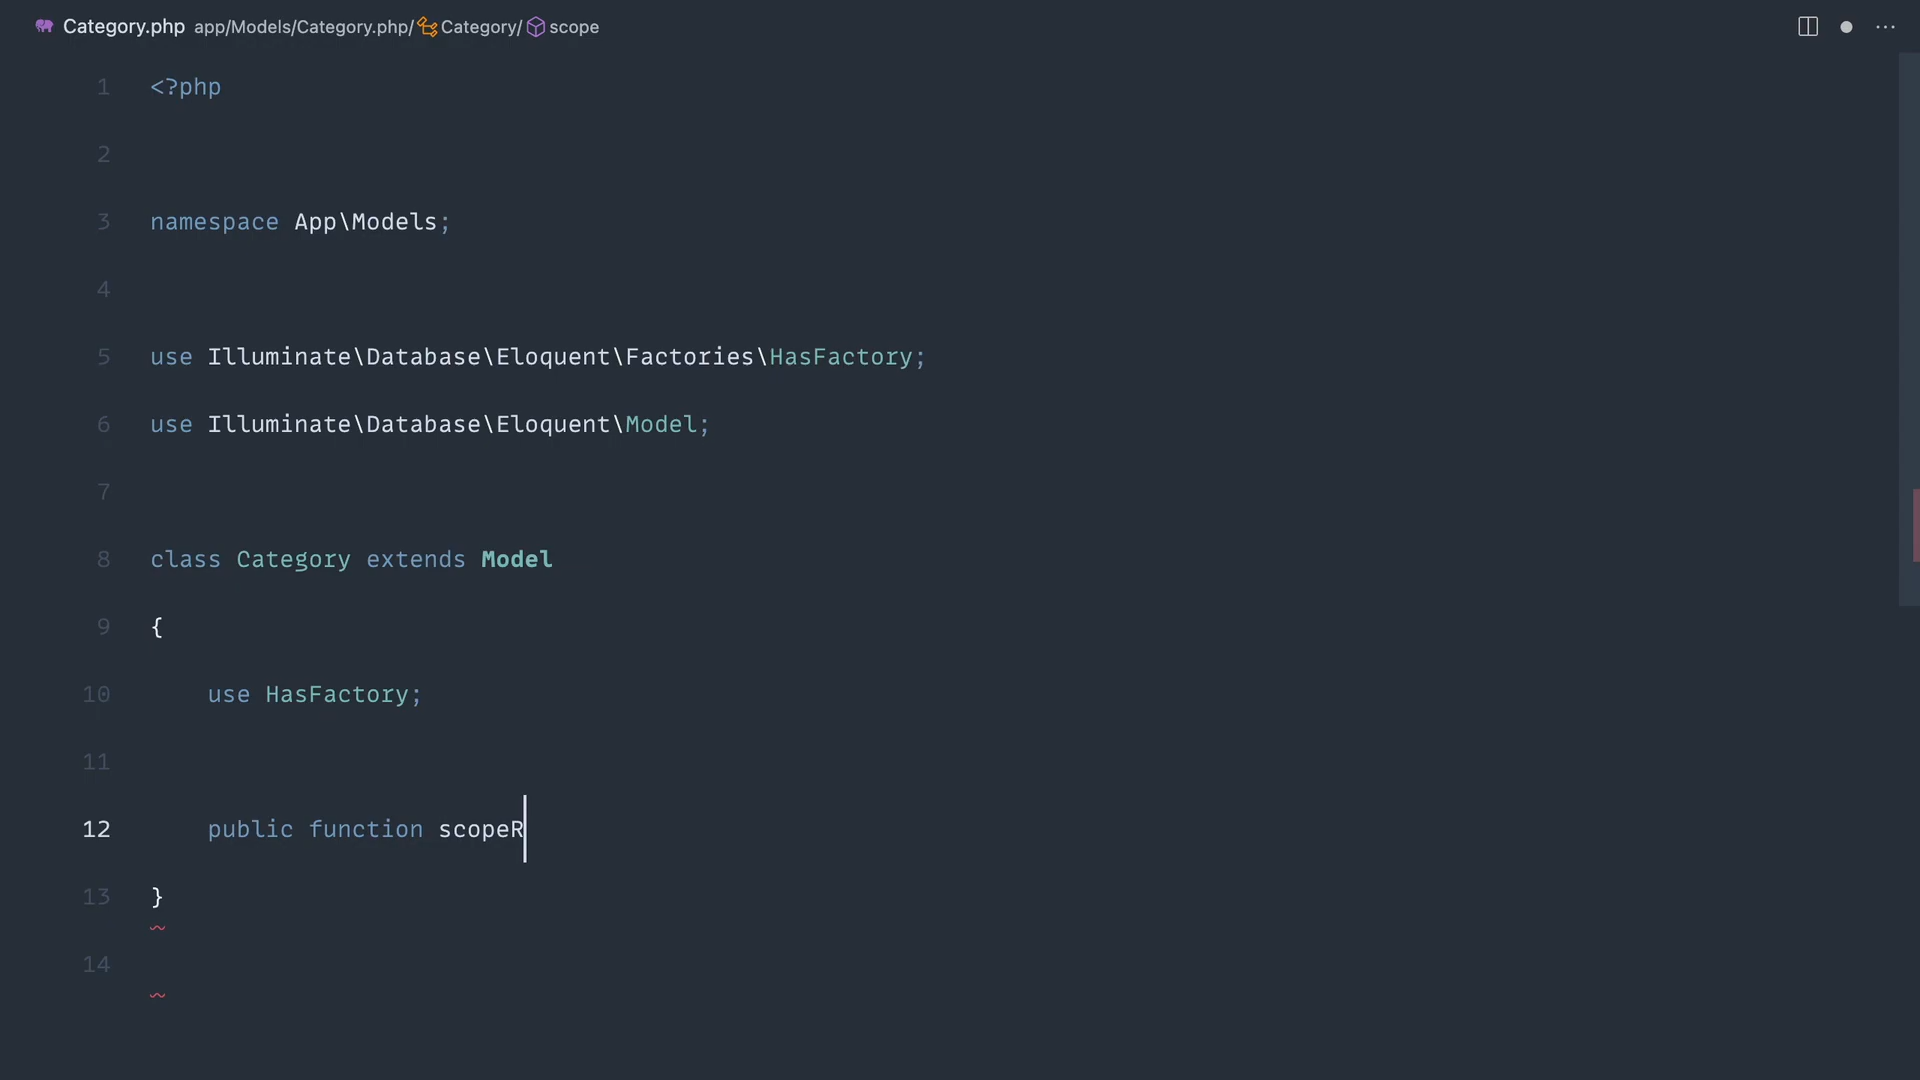 Category.php app/Models/Category.php/ Category/ scope
1 <?php
2
3 namespace App\Models;
4
5 use Illuminate\Database\Eloquent\Factories\HasFactory;
6 use Illuminate\Database\Eloquent\Model;
7
8 class Category extends Model
9 {
10     use HasFactory;
11
12     public function scopeR
13 }
14